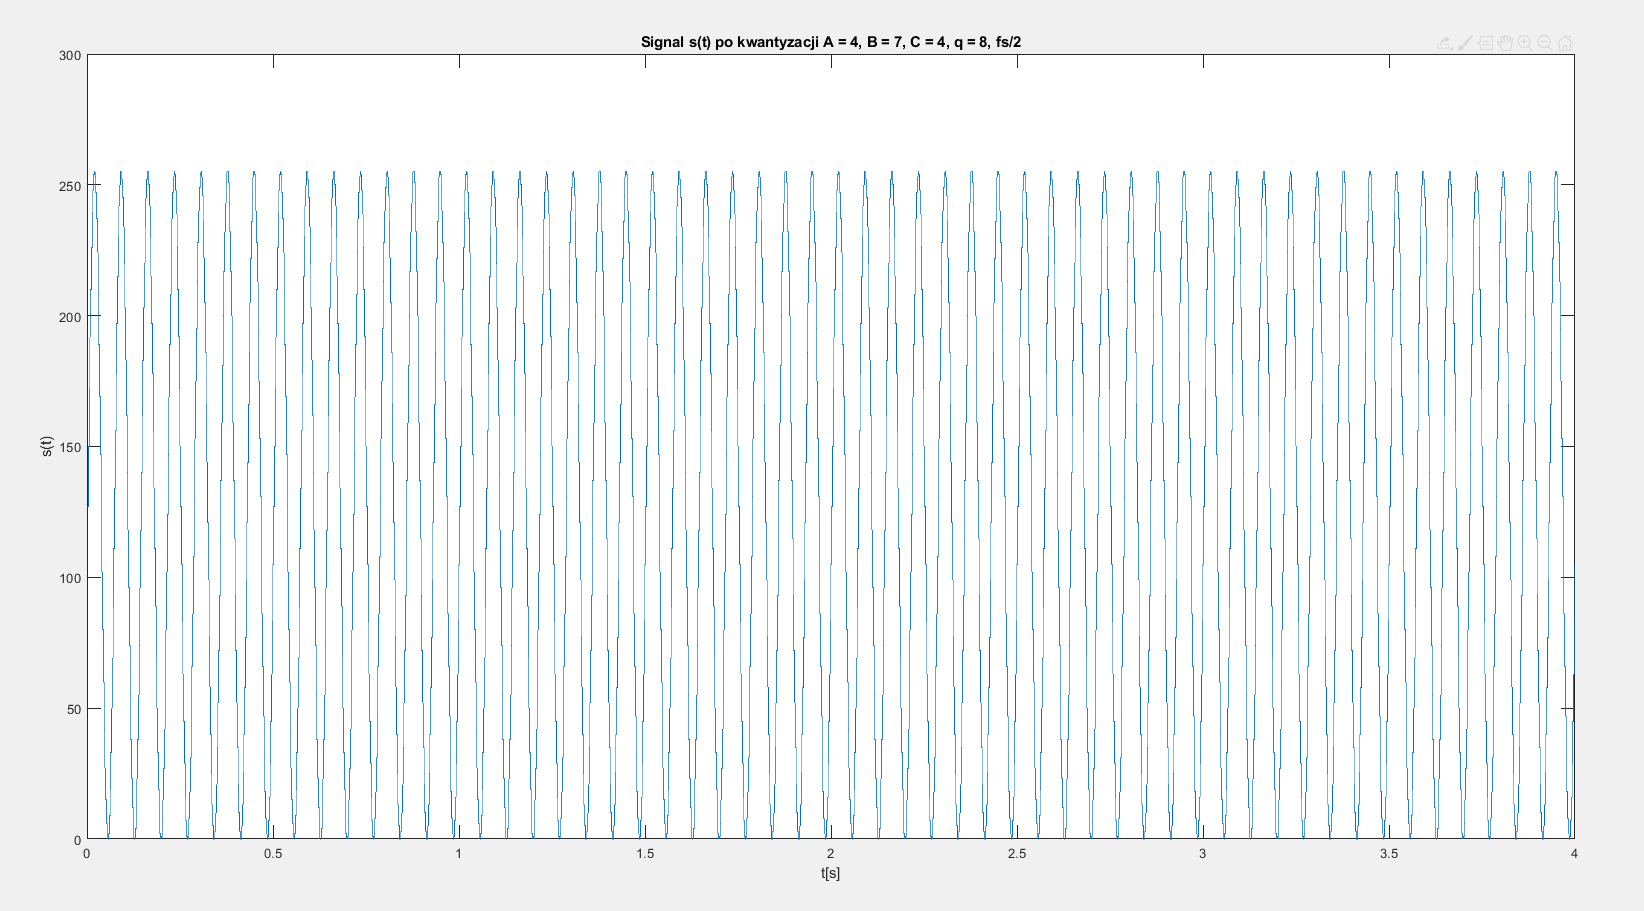 Signal s(t) po kwantyzacji A = 4, B = 7, C = 4, q = 8, fs/2
300
250
200
150
100
50
0
s(t)
0 0.5 1 1.5 2 2.5 3 3.5 4
t[s]